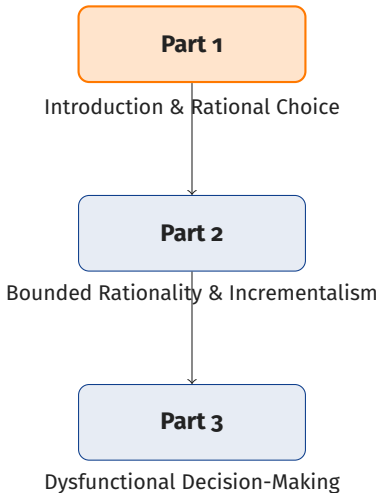 Part 1
Introduction & Rational Choice
Part 2
Bounded Rationality & Incrementalism
Part 3
Dysfunctional Decision-Making